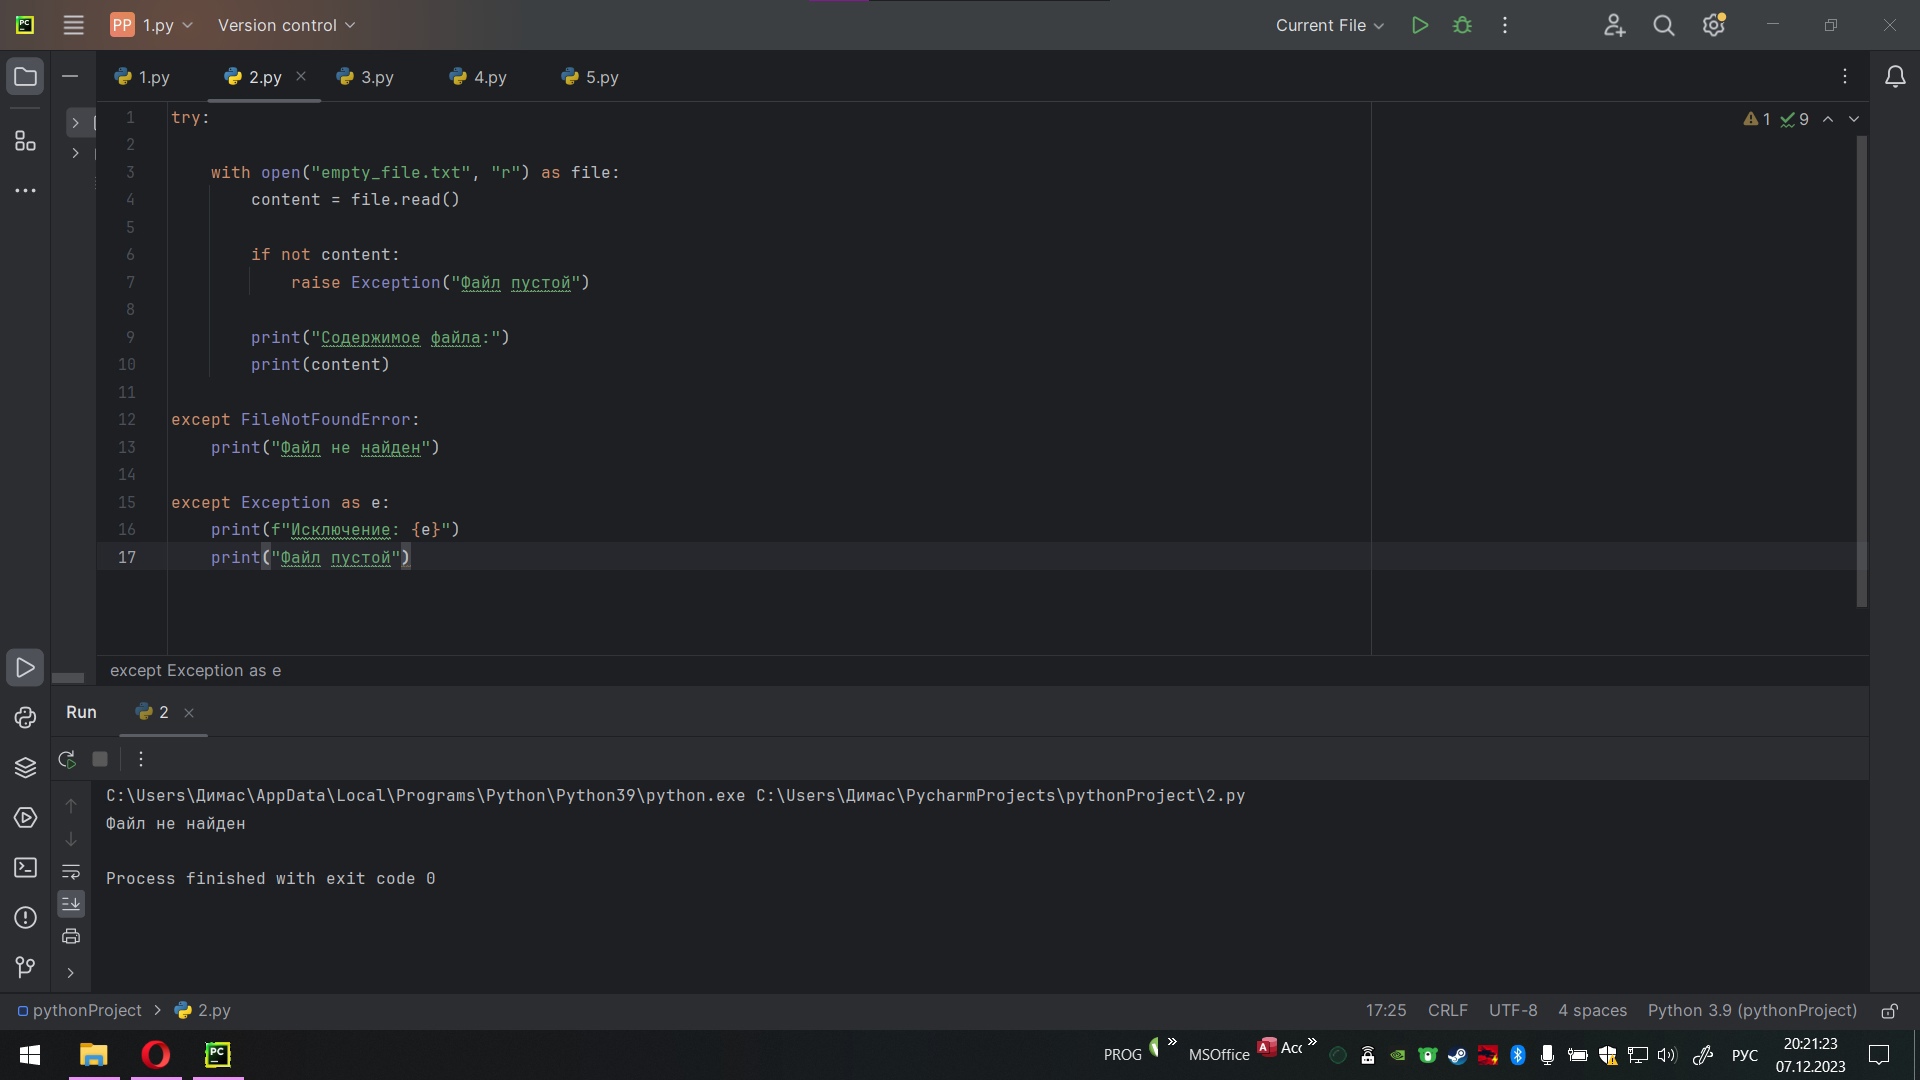 PC
PP 1.py Version control Current File
1.py 2.py 3.py 4.py 5.py
1 try: 1 9
2
3 with open("empty_file.txt", "r") as file:
4 content = file.read()
5
6 if not content:
7 raise Exception("Файл пустой")
8
9 print("Содержимое файла:")
10 print(content)
11
12 except FileNotFoundError:
13 print("Файл не найден")
14
15 except Exception as e:
16 print(f"Исключение: {e}")
17 print("Файл пустой")
except Exception as e
Run 2
C:\Users\Димас\AppData\Local\Programs\Python\Python39\python.exe C:\Users\Димас\PycharmProjects\pythonProject\2.py
Файл не найден
Process finished with exit code 0
pythonProject 2.py 17:25 CRLF UTF-8 4 spaces Python 3.9 (pythonProject)
PC PROG » MSOffice A Acc » РУС 20:21:23
07.12.2023